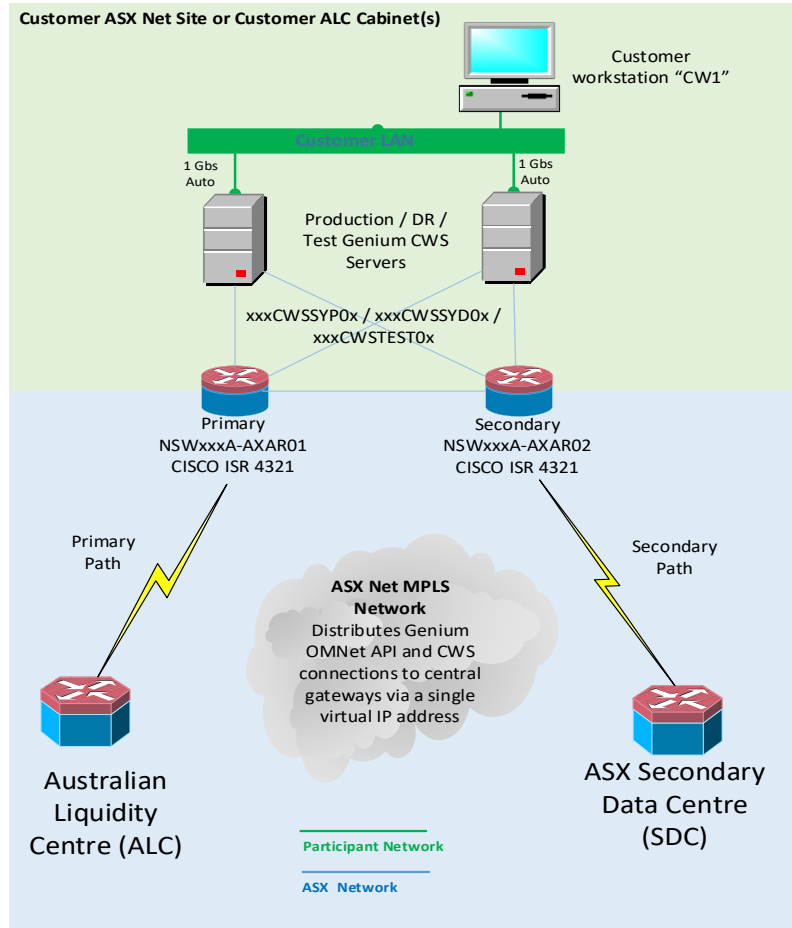 Customer ASX Net Site or Customer ALC Cabinet(s)
Customer
workstation “CW1”
Customer LAN
1 Gbs
Auto
1 Gbs
Auto
Production / DR /
Test Genium CWS
Servers
xxxCWSSYP0x / xxxCWSSYD0x /
xxxCWSTEST0x
Primary
NSWxxxA-AXAR01
CISCO ISR 4321
Secondary
NSWxxxA-AXAR02
CISCO ISR 4321
Primary
Path
Secondary
Path
ASX Net MPLS
Network
Distributes Genium
OMNet API and CWS
connections to central
gateways via a single
virtual IP address
Australian
Liquidity
Centre (ALC)
ASX Secondary
Data Centre
(SDC)
Participant Network
ASX Network